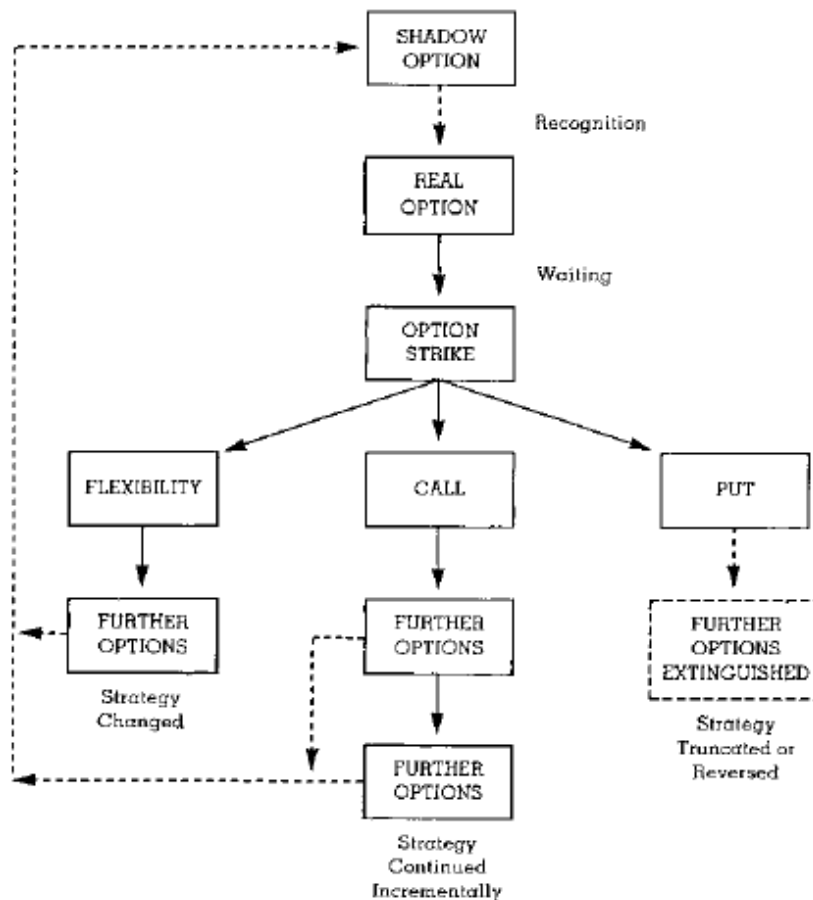 SHADOW
OPTION
Recognition
REAL
OPTION
Waiting
OPTION
STRIKE
FLEXIBILITY
CALL
PUT
FURTHER
OPTIONS
Strategy
Changed
FURTHER
OPTIONS
FURTHER
OPTIONS
EXTINGUISHED
Strategy
Truncated or
Reversed
FURTHER
OPTIONS
Strategy
Continued
Incrementally